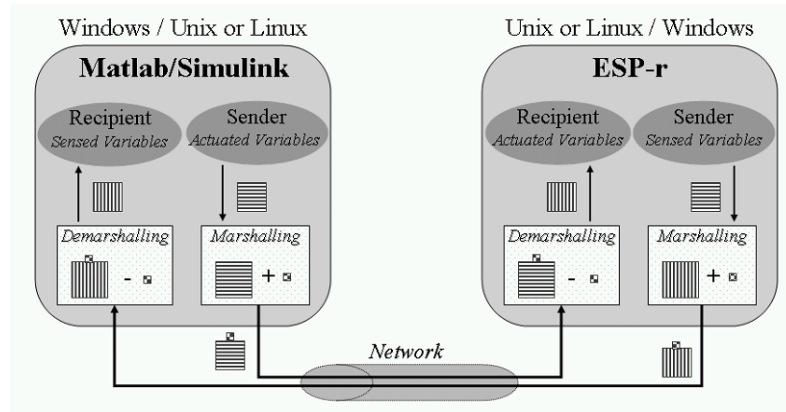 Windows / Unix or Linux
Matlab/Simulink
Recipient
Sensed Variables
Sender
Actuated Variables
Demarshalling
-
Marshalling
+
Unix or Linux / Windows
ESP-r
Recipient
Actuated Variables
Sender
Sensed Variables
Demarshalling
-
Marshalling
+
Network